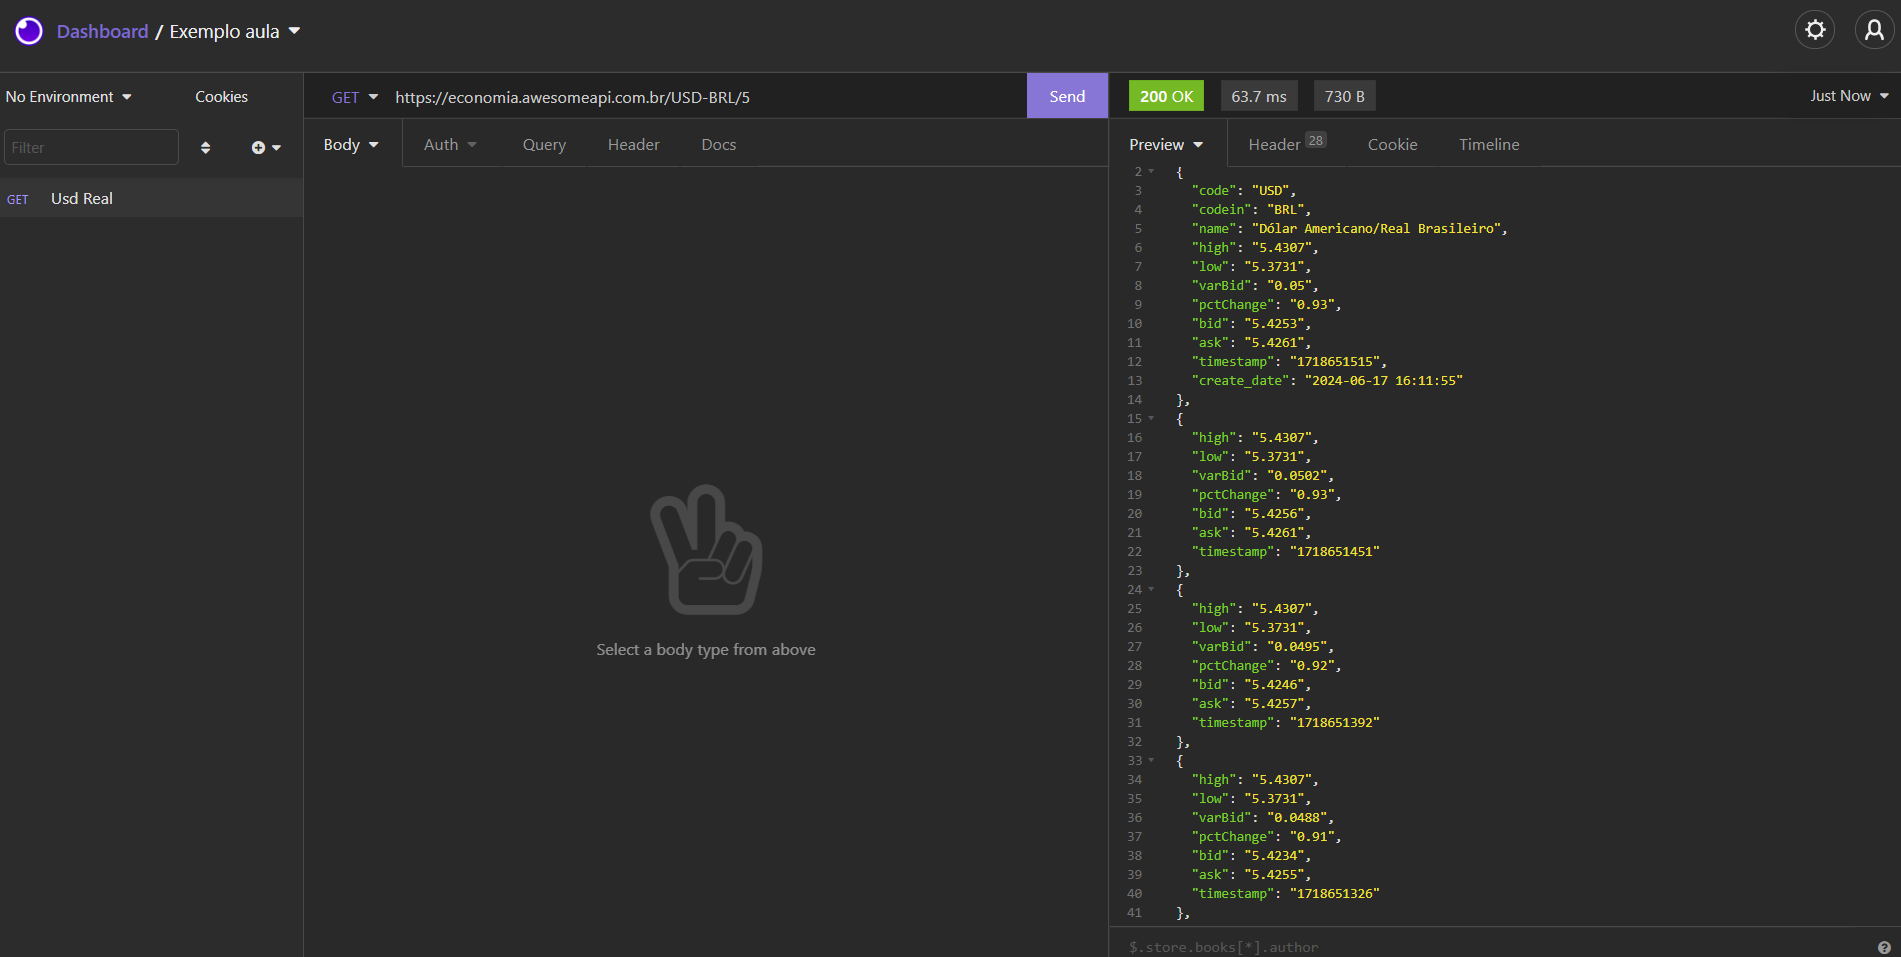 Dashboard / Exemplo aula
No Environment
Cookies
Filter
GET Usd Real
GET https://economia.awesomeapi.com.br/USD-BRL/5
Send
Body Auth Query Header Docs
Select a body type from above
200 OK 63.7 ms 730 B Just Now
Preview Header 28 Cookie Timeline
2 {
3 "code": "USD",
4 "codein": "BRL",
5 "name": "Dólar Americano/Real Brasileiro",
6 "high": "5.4307",
7 "low": "5.3731",
8 "varBid": "0.05",
9 "pctChange": "0.93",
10 "bid": "5.4253",
11 "ask": "5.4261",
12 "timestamp": "1718651515",
13 "create_date": "2024-06-17 16:11:55"
14 },
15 {
16 "high": "5.4307",
17 "low": "5.3731",
18 "varBid": "0.0502",
19 "pctChange": "0.93",
20 "bid": "5.4256",
21 "ask": "5.4261",
22 "timestamp": "1718651451"
23 },
24 {
25 "high": "5.4307",
26 "low": "5.3731",
27 "varBid": "0.0495",
28 "pctChange": "0.92",
29 "bid": "5.4246",
30 "ask": "5.4257",
31 "timestamp": "1718651392"
32 },
33 {
34 "high": "5.4307",
35 "low": "5.3731",
36 "varBid": "0.0488",
37 "pctChange": "0.91",
38 "bid": "5.4234",
39 "ask": "5.4255",
40 "timestamp": "1718651326"
41 },
$.store.books[*].author